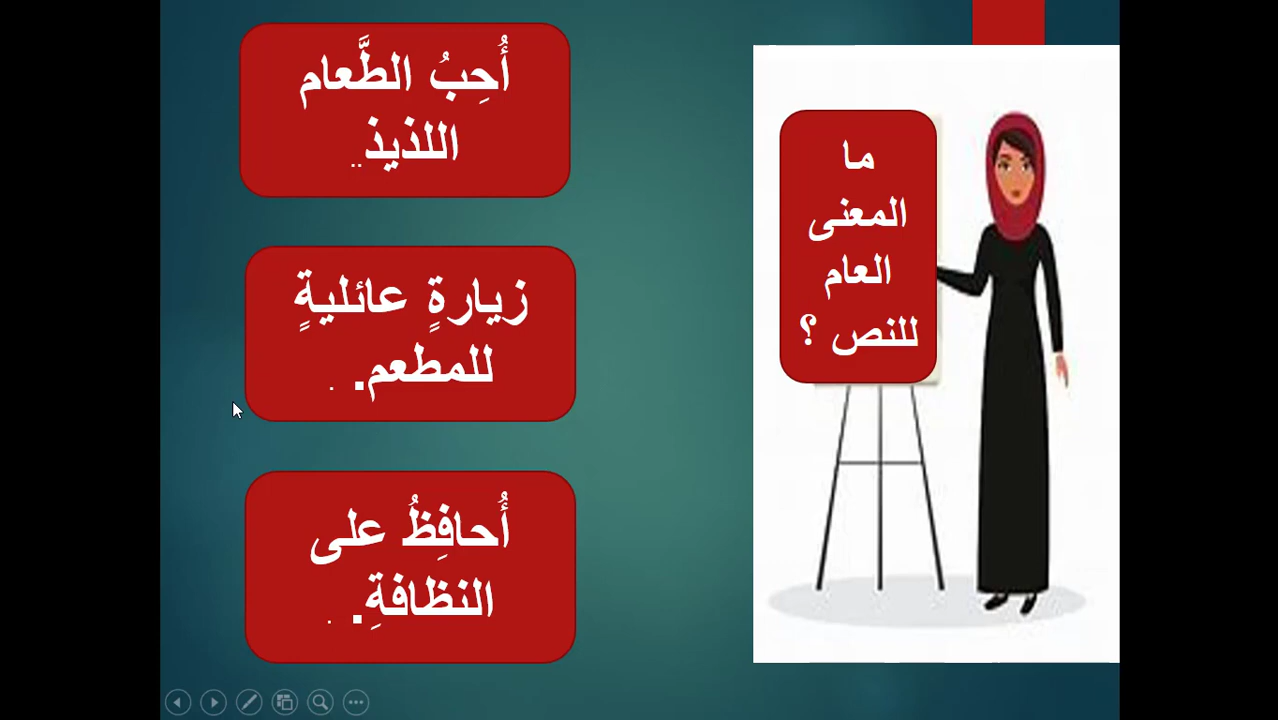 ما
المعنى
العام
للنص ؟
أُحِبُ الطَّعام
اللذيذ..
زيارةٍ عائليةٍ
للمطعم. .
أُحافِظُ على
النظافةِ. .